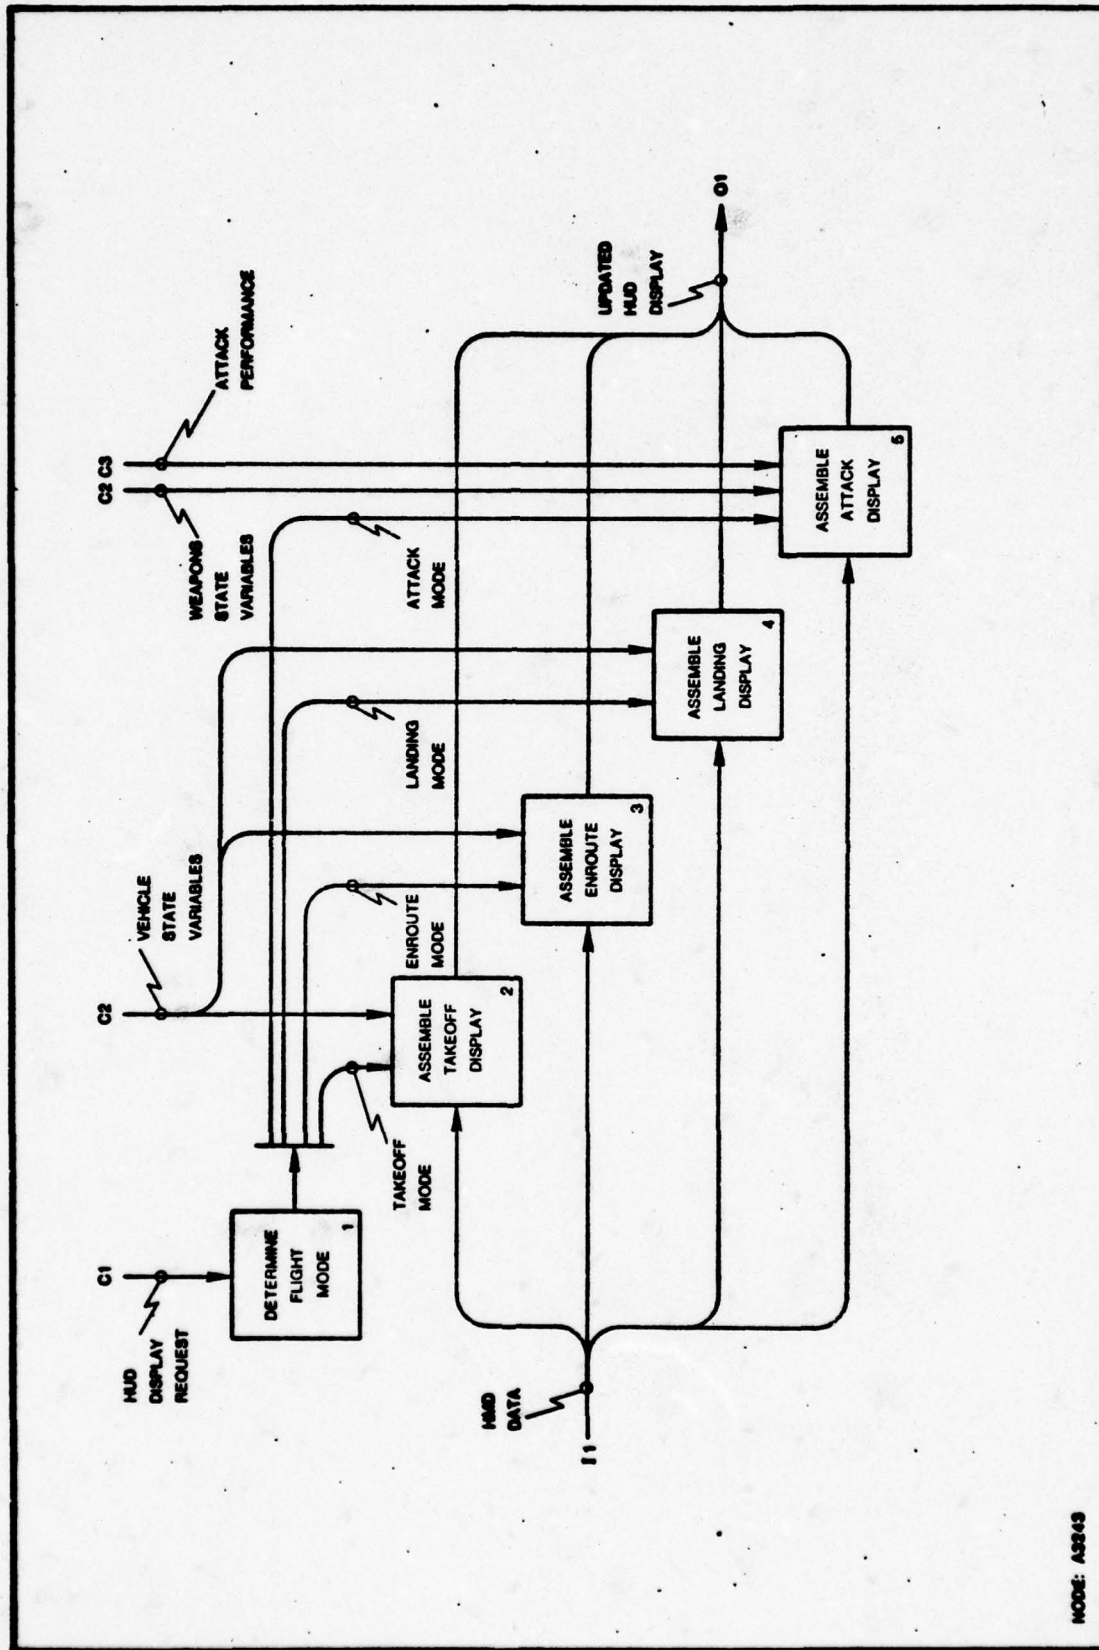 C1
HUD
DISPLAY
REQUEST
C2
VEHICLE
STATE
VARIABLES
C2 C3
WEAPONS
STATE
VARIABLES
ATTACK
PERFORMANCE
DETERMINE
FLIGHT
MODE
1
TAKEOFF
MODE
ENROUTE
MODE
LANDING
MODE
ATTACK
MODE
ASSEMBLE
TAKEOFF
DISPLAY
2
ASSEMBLE
ENROUTE
DISPLAY
3
ASSEMBLE
LANDING
DISPLAY
4
ASSEMBLE
ATTACK
DISPLAY
5
HMD
DATA
I1
UPDATED
HUD
DISPLAY
O1
NODE: A3243